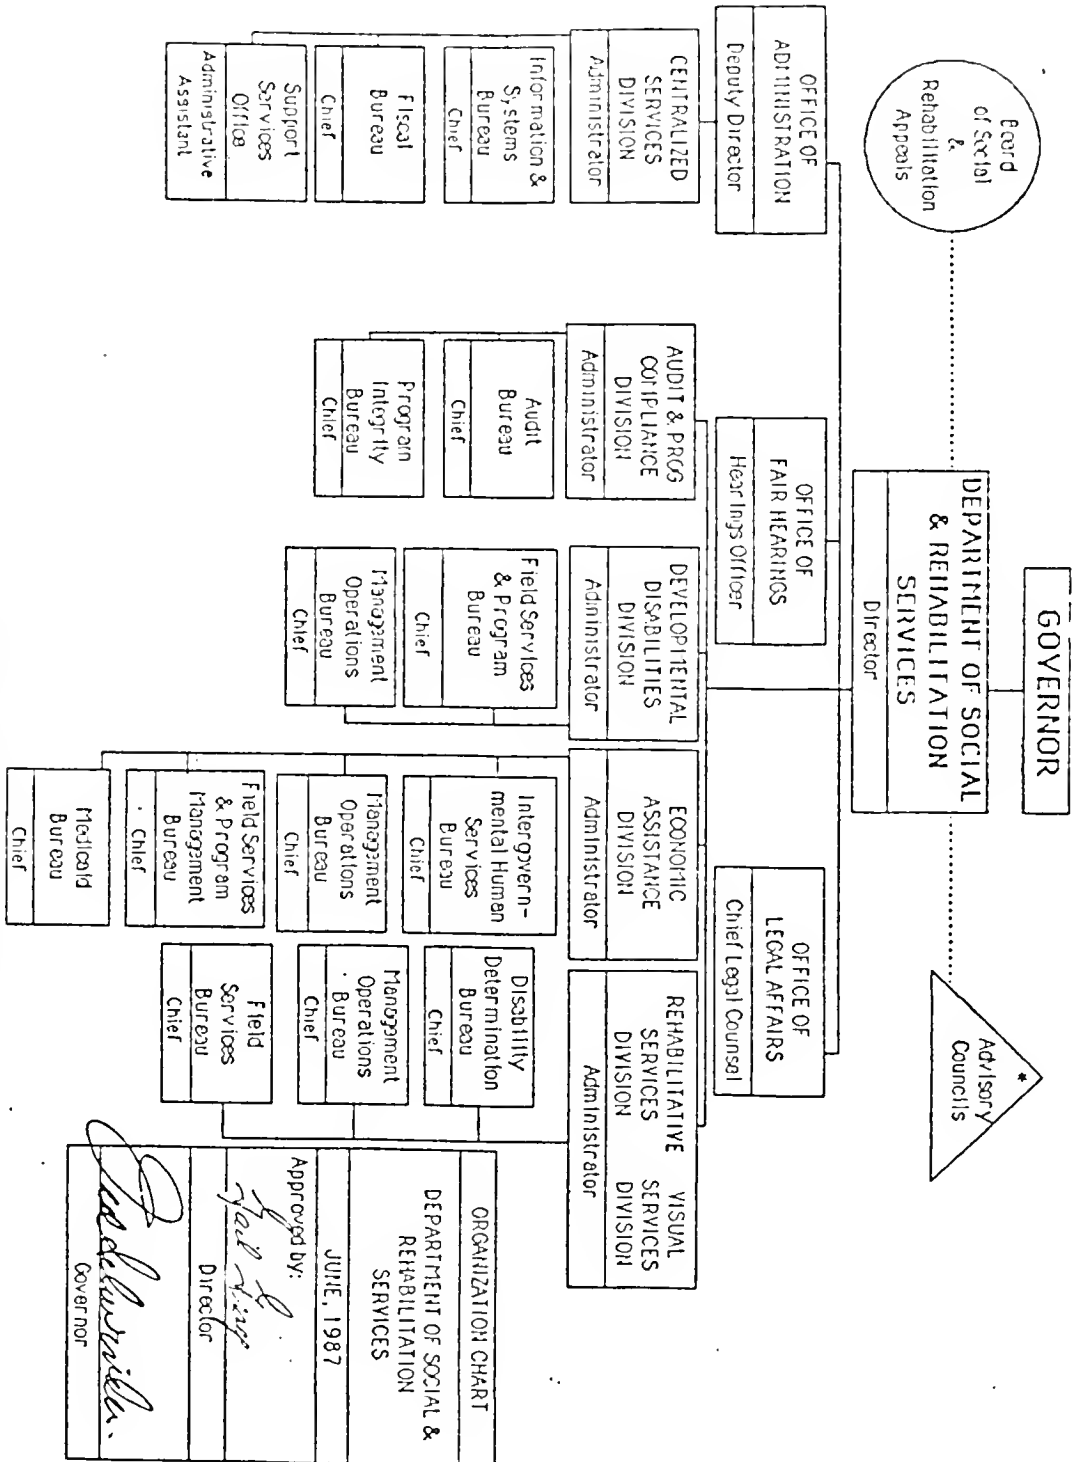 GOVERNOR
DEPARTMENT OF SOCIAL
& REHABILITATION
SERVICES
Director
Board
of Social
&
Rehabilitation
Appeals
*
Advisory
Councils
OFFICE OF
ADMINISTRATION
Deputy Director
OFFICE OF
FAIR HEARINGS
Hearings Officer
OFFICE OF
LEGAL AFFAIRS
Chief Legal Counsel
CENTRALIZED
SERVICES
DIVISION
Administrator
Information &
Systems
Bureau
Chief
Fiscal
Bureau
Chief
Support
Services
Office
Administrative
Assistant
AUDIT & PROG
COMPLIANCE
DIVISION
Administrator
Audit
Bureau
Chief
Program
Integrity
Bureau
Chief
DEVELOPMENTAL
DISABILITIES
DIVISION
Administrator
Field Services
& Program
Bureau
Chief
Management
Operations
Bureau
Chief
ECONOMIC
ASSISTANCE
DIVISION
Administrator
Intergovern-
mental Human
Services
Bureau
Chief
Management
Operations
Bureau
Chief
Field Services
& Program
Management
Bureau
Chief
Medicaid
Bureau
Chief
REHABILITATIVE
SERVICES
DIVISION
VISUAL
SERVICES
DIVISION
Administrator
Disability
Determination
Bureau
Chief
Management
Operations
Bureau
Chief
Field
Services
Bureau
Chief
ORGANIZATION CHART
DEPARTMENT OF SOCIAL &
REHABILITATION
SERVICES
JUNE, 1987
Approved by:
Director
Governor